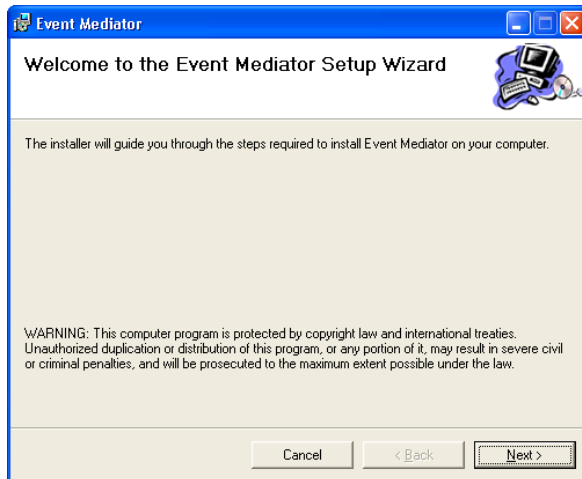 Event Mediator
Welcome to the Event Mediator Setup Wizard
The installer will guide you through the steps required to install Event Mediator on your computer.
WARNING: This computer program is protected by copyright law and international treaties.
Unauthorized duplication or distribution of this program, or any portion of it, may result in severe civil
or criminal penalties, and will be prosecuted to the maximum extent possible under the law.
Cancel < Back Next >